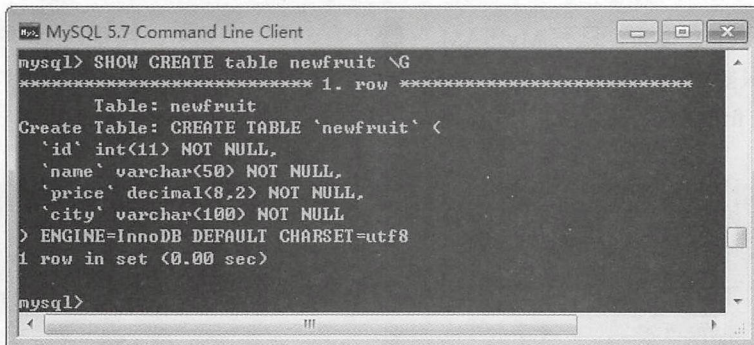 MySQL 5.7 Command Line Client
mysql> SHOW CREATE table newfruit \G
*************************** 1. row ***************************
Table: newfruit
Create Table: CREATE TABLE `newfruit` (
`id` int(11) NOT NULL,
`name` varchar(50) NOT NULL,
`price` decimal(8,2) NOT NULL,
`city` varchar(100) NOT NULL
) ENGINE=InnoDB DEFAULT CHARSET=utf8
1 row in set (0.00 sec)
mysql>